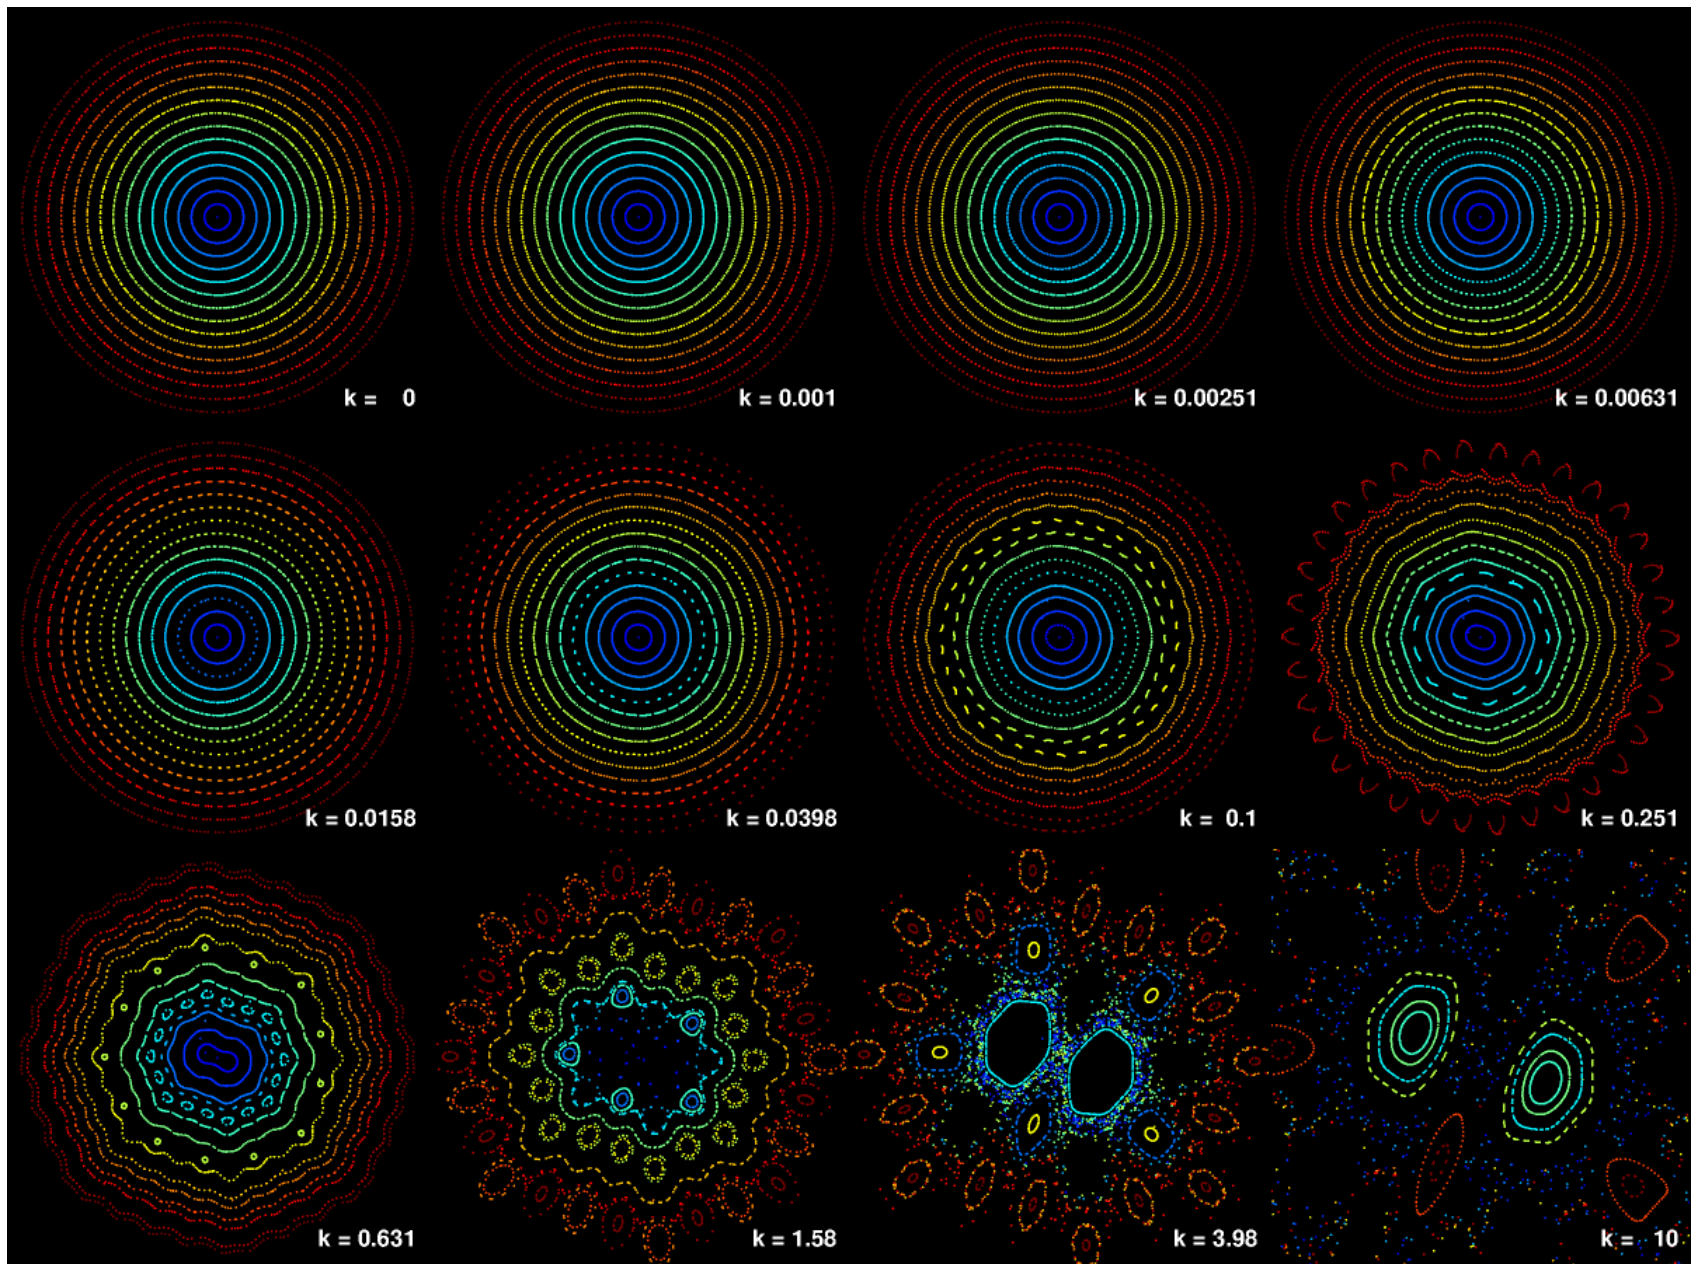 k = 0
k = 0.001
k = 0.00251
k = 0.00631
k = 0.0158
k = 0.0398
k = 0.1
k = 0.251
k = 0.631
k = 1.58
k = 3.98
k = 10